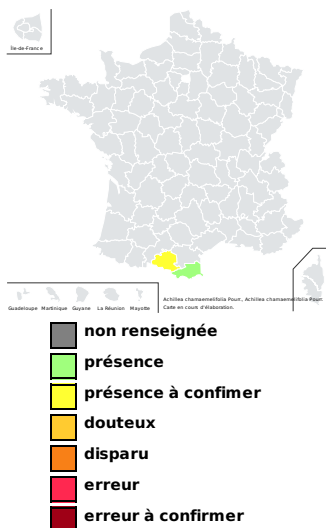 Île-de-France
Guadeloupe Martinique Guyane La Réunion Mayotte
Achillea chamaemelifolia Pourr., Achillea chamaemelifolia Pourr.
Carte en cours d'élaboration.
non renseignée
présence
présence à confimer
douteux
disparu
erreur
erreur à confirmer